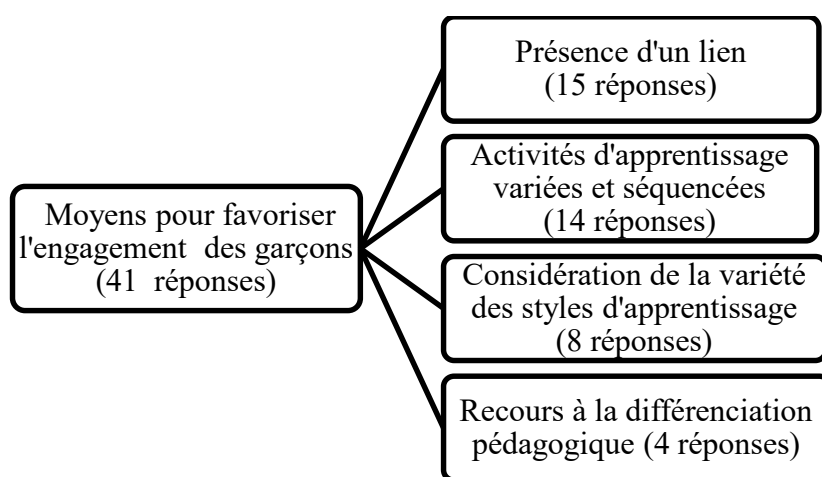 Moyens pour favoriser
l'engagement des garçons
(41 réponses)
Présence d'un lien
(15 réponses)
Activités d'apprentissage
variées et séquencées
(14 réponses)
Considération de la variété
des styles d'apprentissage
(8 réponses)
Recours à la différenciation
pédagogique (4 réponses)